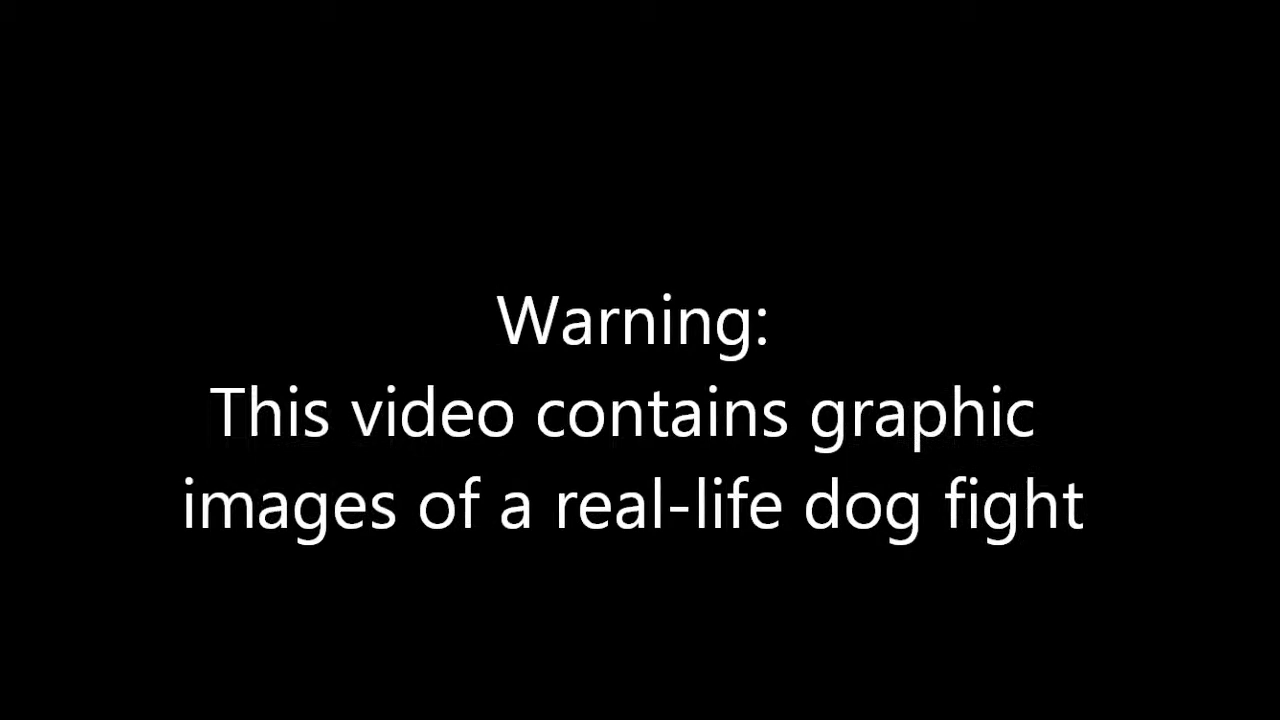 Warning:
This video contains graphic
images of a real-life dog fight